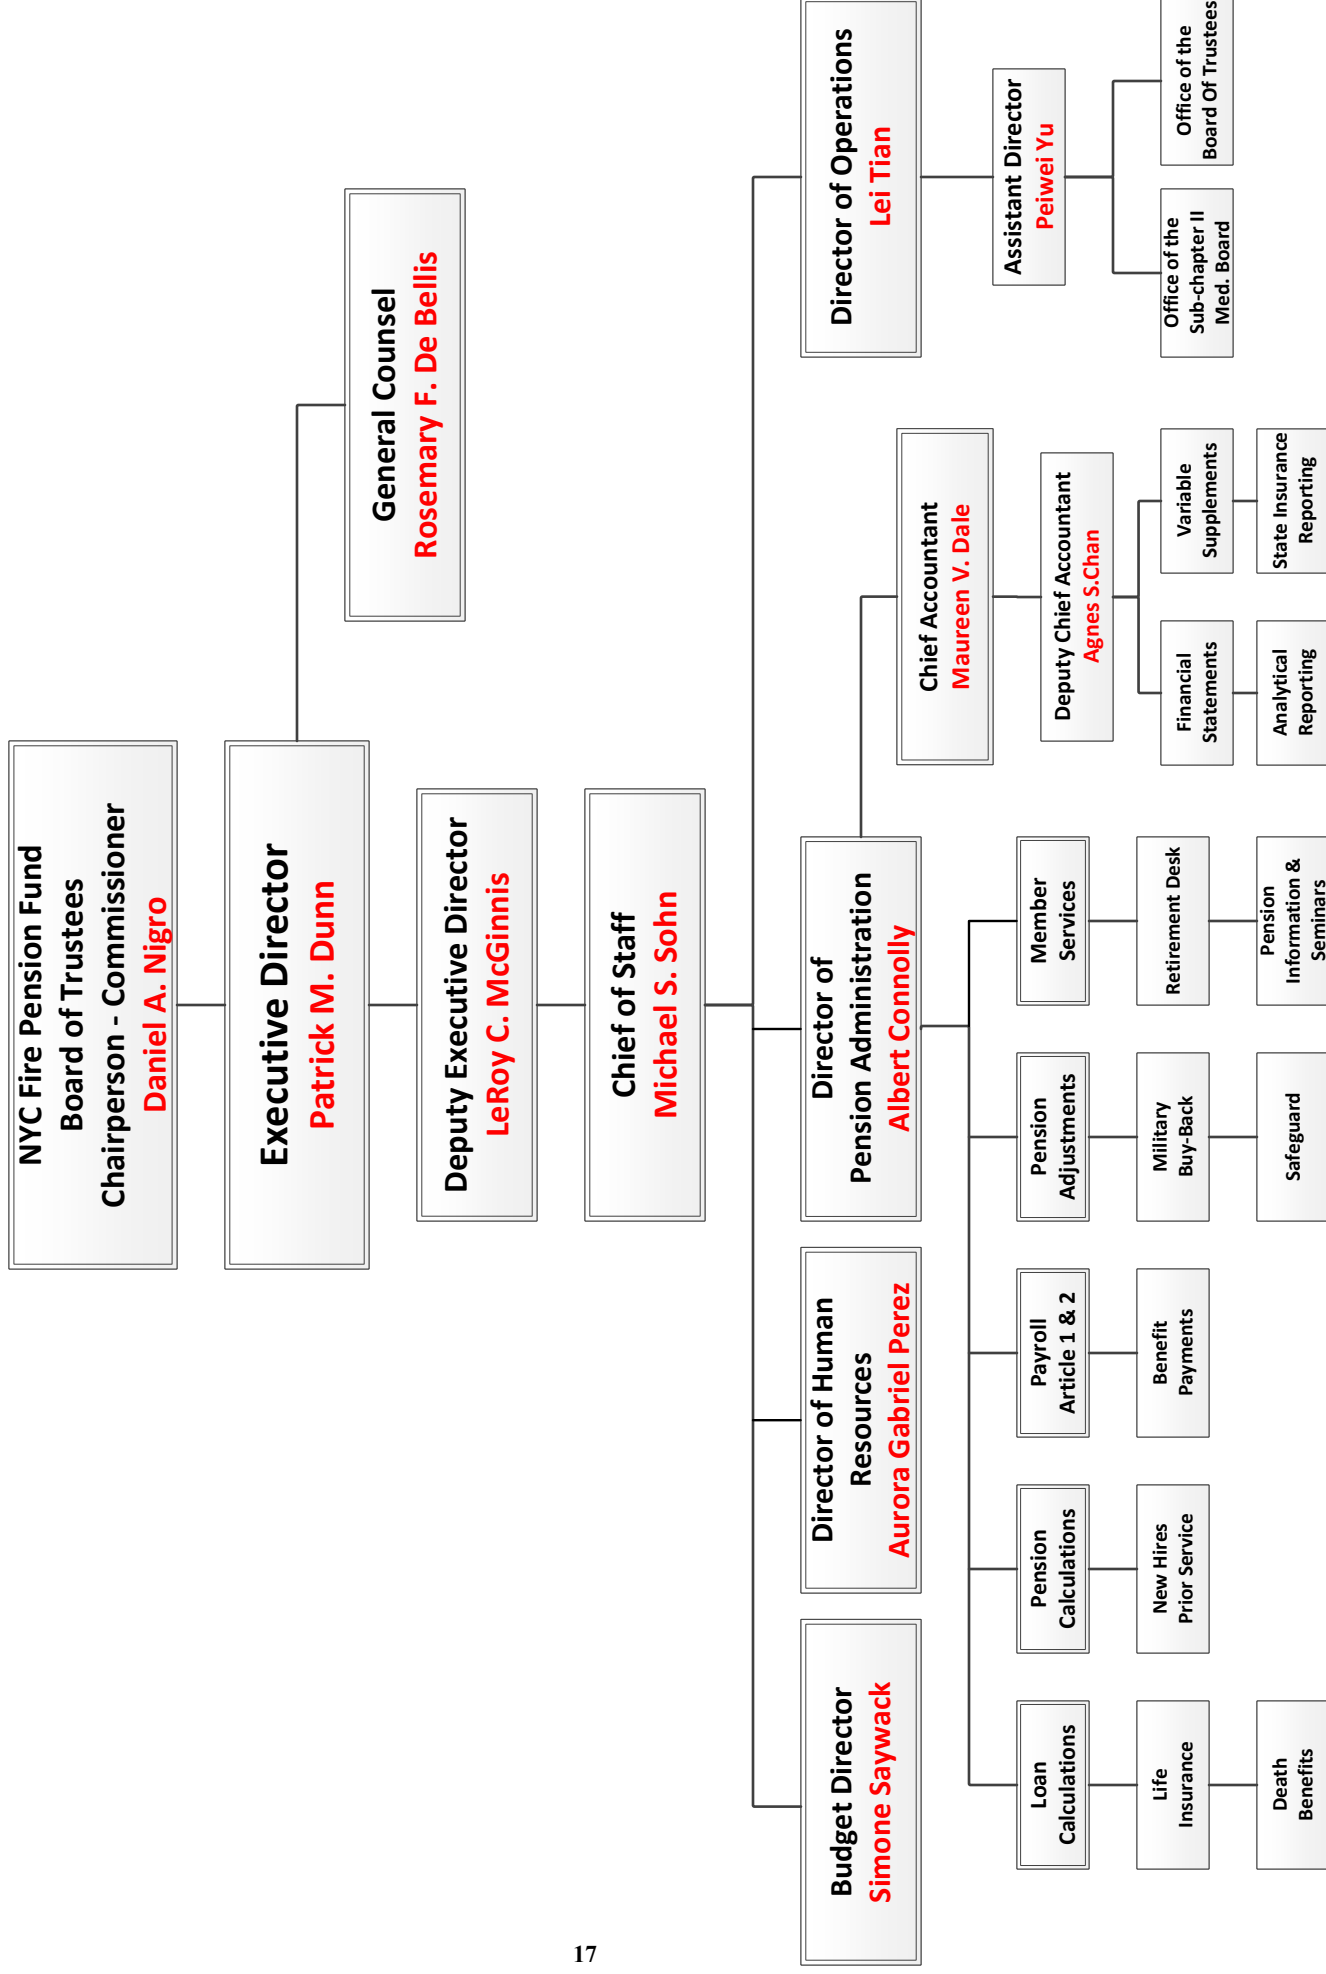 NYC Fire Pension Fund
Board of Trustees
Chairperson - Commissioner
Daniel A. Nigro
Executive Director
Patrick M. Dunn
General Counsel
Rosemary F. De Bellis
Deputy Executive Director
LeRoy C. McGinnis
Chief of Staff
Michael S. Sohn
Budget Director
Simone Saywack
Director of Human
Resources
Aurora Gabriel Perez
Director of
Pension Administration
Albert Connolly
Director of Operations
Lei Tian
Chief Accountant
Maureen V. Dale
Assistant Director
Peiwei Yu
Deputy Chief Accountant
Agnes S.Chan
Loan
Calculations
Pension
Calculations
Payroll
Article 1 & 2
Pension
Adjustments
Member
Services
Life
Insurance
New Hires
Prior Service
Benefit
Payments
Military
Buy-Back
Retirement Desk
Financial
Statements
Variable
Supplements
Office of the
Sub-chapter II
Med. Board
Office of the
Board Of Trustees
Death
Benefits
Safeguard
Pension
Information &
Seminars
Analytical
Reporting
State Insurance
Reporting
17